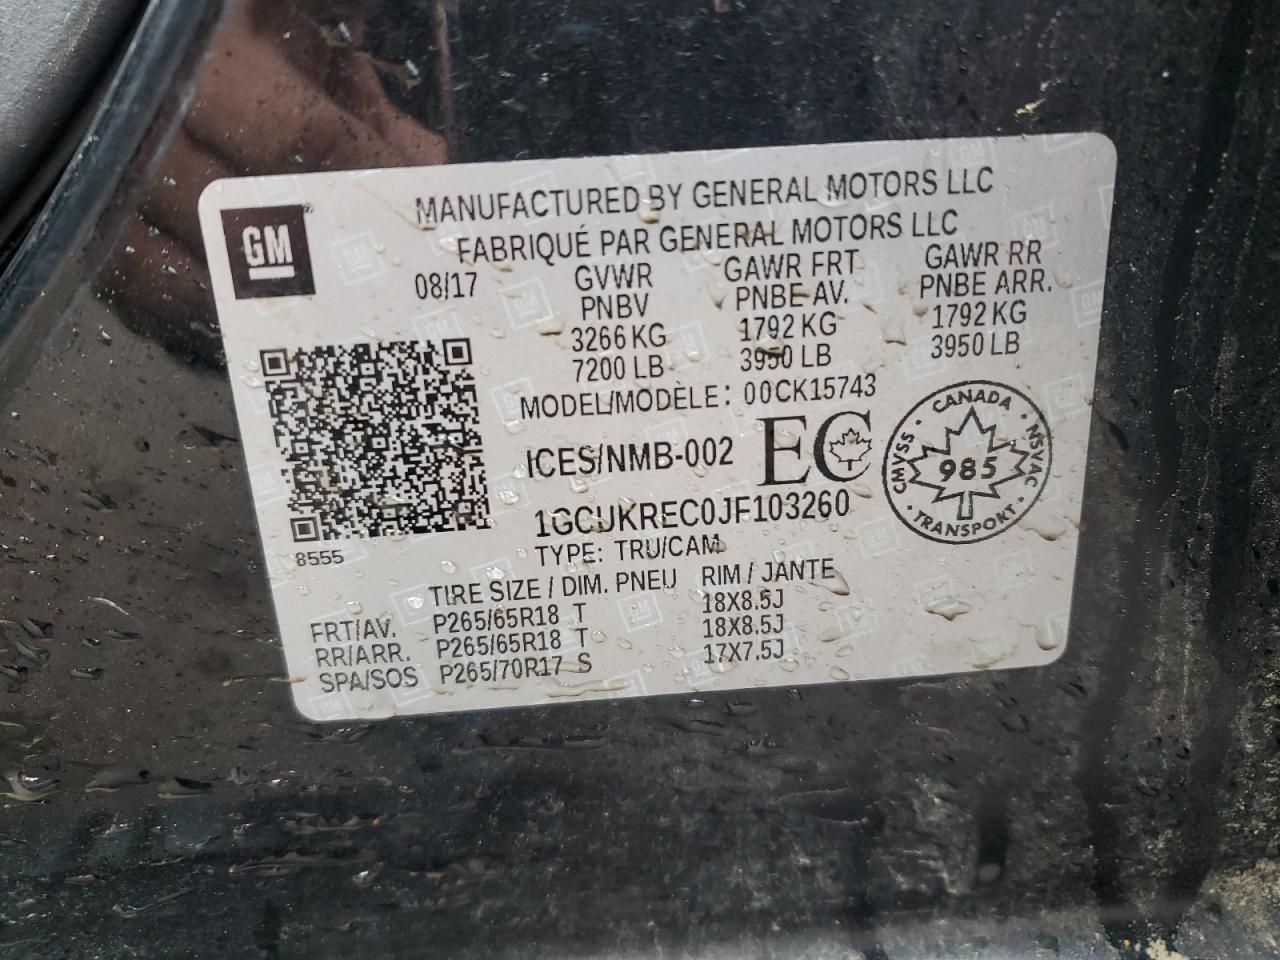 MANUFACTURED BY GENERAL MOTORS LLC
FABRIQUÉ PAR GENERAL MOTORS LLC
GM
®
08/17
GVWR GAWR FRT GAWR RR
PNBV PNBE AV. PNBE ARR.
3266 KG 1792 KG 1792 KG
7200 LB 3950 LB 3950 LB
MODEL/MODÈLE: 00CK15743
ICES/NMB-002 EC
CANADA · NSVAC · TRANSPORT · CMVSS ·
985
1GCUKREC0JF103260
8555
TYPE: TRU/CAM
TIRE SIZE / DIM. PNEU RIM / JANTE
FRT/AV. P265/65R18 T 18X8.5J
RR/ARR. P265/65R18 T 18X8.5J
SPA/SOS P265/70R17 S 17X7.5J